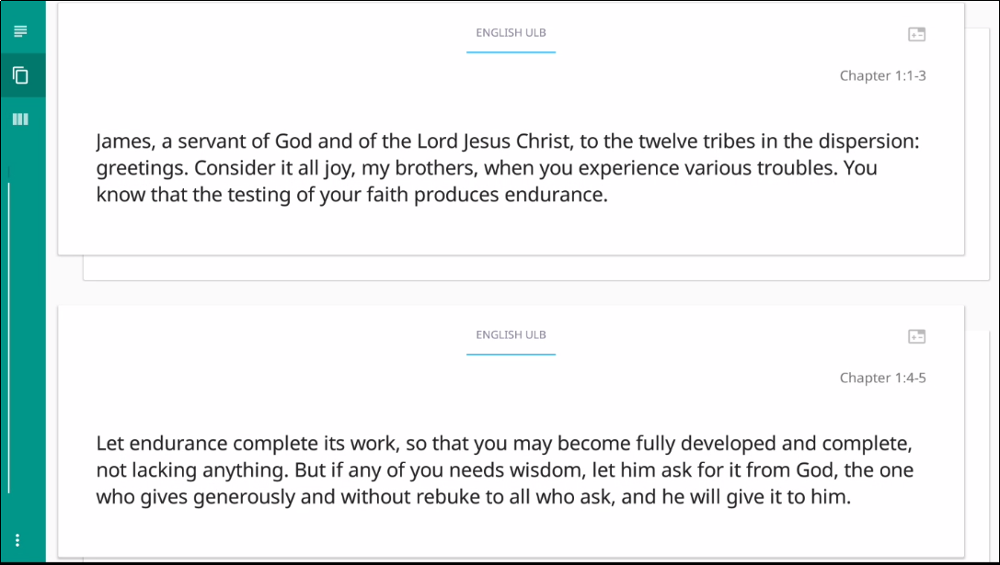 ENGLISH ULB
Chapter 1:1-3
James, a servant of God and of the Lord Jesus Christ, to the twelve tribes in the dispersion:
greetings. Consider it all joy, my brothers, when you experience various troubles. You
know that the testing of your faith produces endurance.
ENGLISH ULB
Chapter 1:4-5
Let endurance complete its work, so that you may become fully developed and complete,
not lacking anything. But if any of you needs wisdom, let him ask for it from God, the one
who gives generously and without rebuke to all who ask, and he will give it to him.